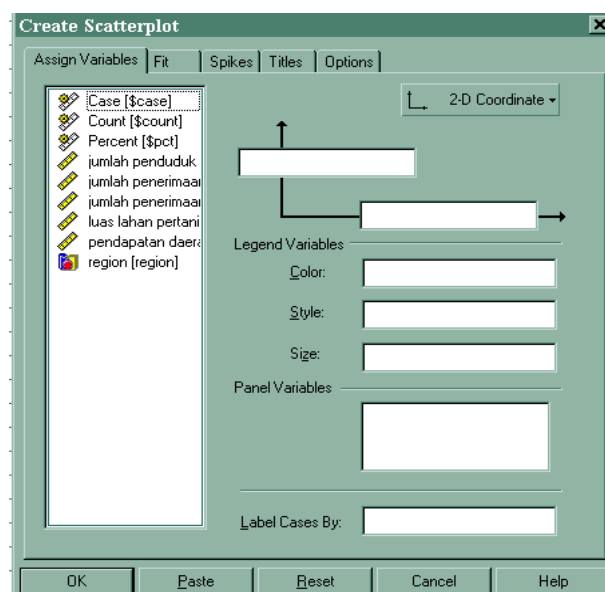 Create Scatterplot
Assign Variables Fit Spikes Titles Options
Case [$case]
Count [$count]
Percent [$pct]
jumlah penduduk
jumlah penerimaa
jumlah penerimaa
luas lahan pertani
pendapatan daera
region [region]
2-D Coordinate
Legend Variables
Color:
Style:
Size:
Panel Variables
Label Cases By:
OK Paste Reset Cancel Help